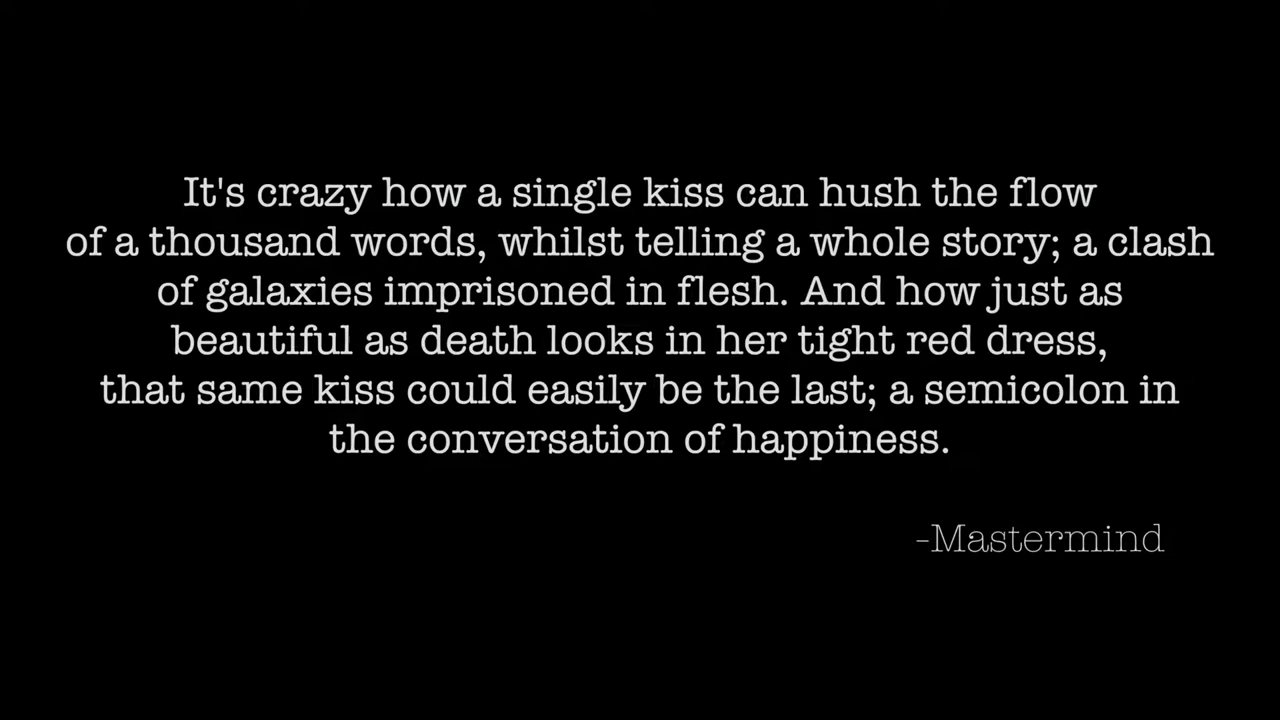 It's crazy how a single kiss can hush the flow
of a thousand words, whilst telling a whole story; a clash
of galaxies imprisoned in flesh. And how just as
beautiful as death looks in her tight red dress,
that same kiss could easily be the last; a semicolon in
the conversation of happiness.
-Mastermind